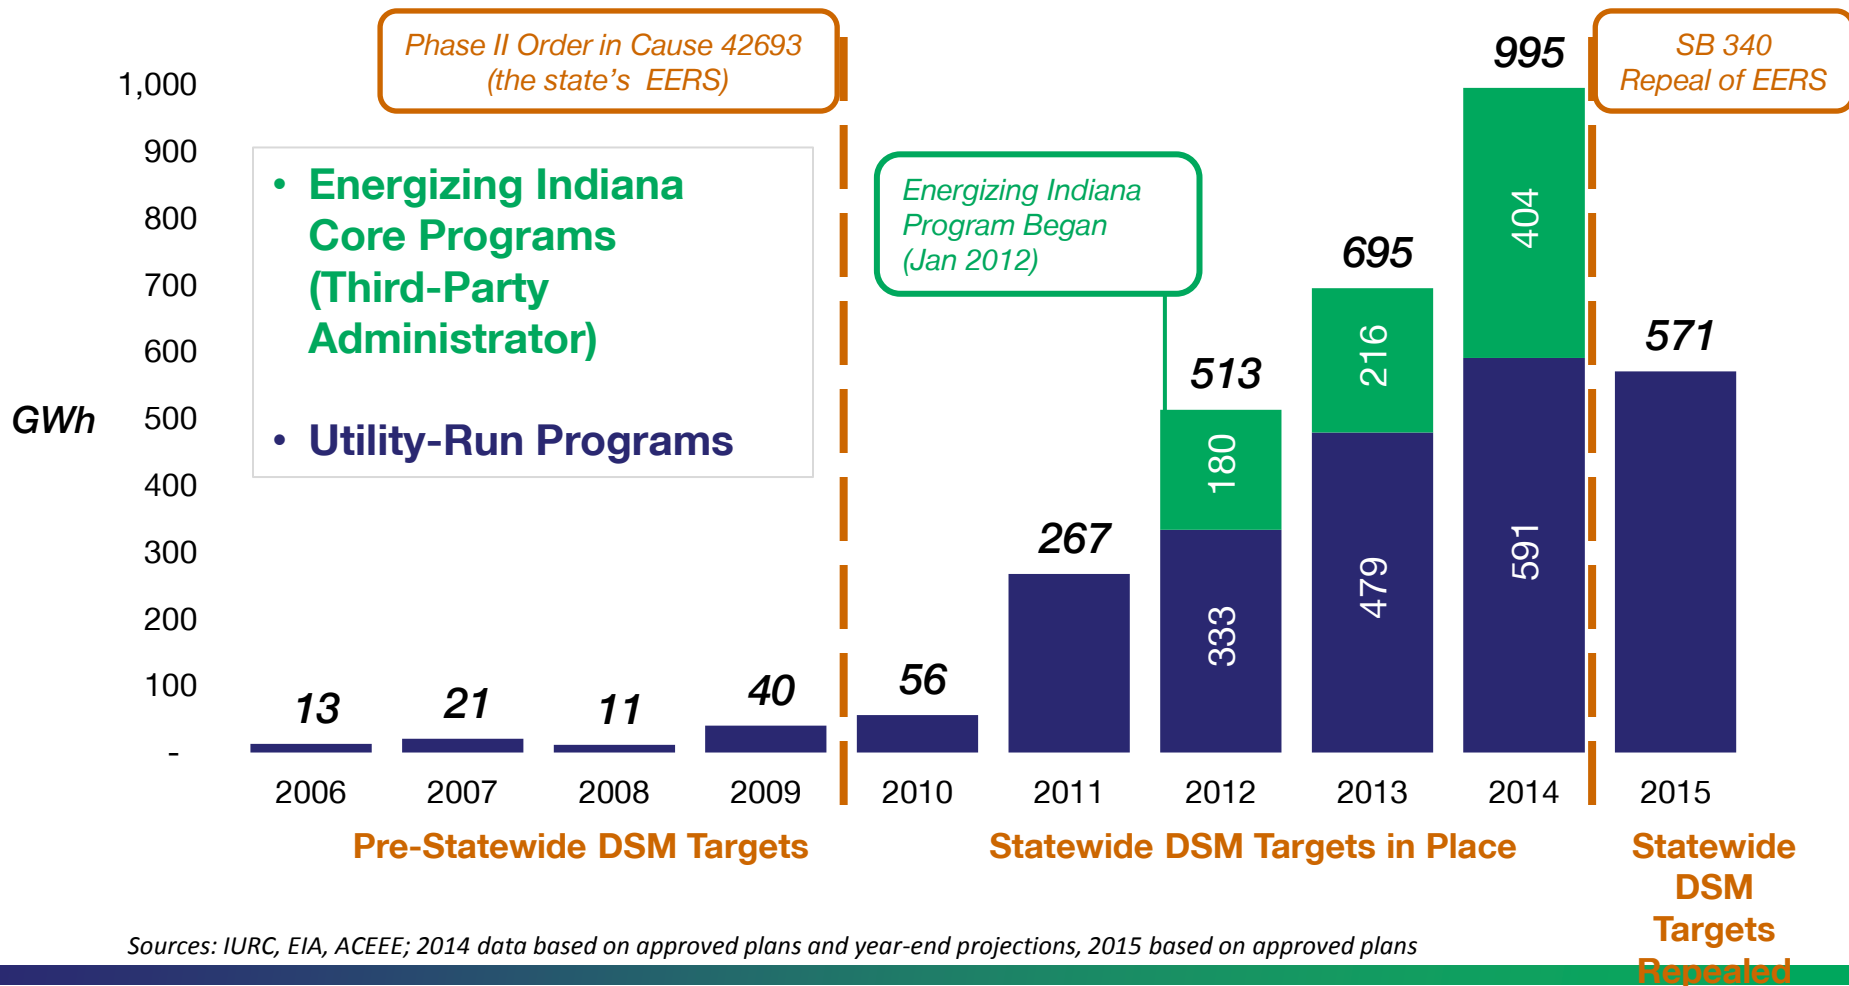 Phase II Order in Cause 42693
(the state's  EERS)
SB 340
Repeal of EERS
995
1,000
900
800
700
600
500
400
300
200
100
-
GWh
• Energizing Indiana
Core Programs
(Third-Party
Administrator)
• Utility-Run Programs
Energizing Indiana
Program Began
(Jan 2012)
13
21
11
40
56
267
513
180
333
695
216
479
404
591
571
2006
2007
2008
2009
2010
2011
2012
2013
2014
2015
Pre-Statewide DSM Targets
Statewide DSM Targets in Place
Statewide
DSM
Targets
Repealed
Sources: IURC, EIA, ACEEE; 2014 data based on approved plans and year-end projections, 2015 based on approved plans